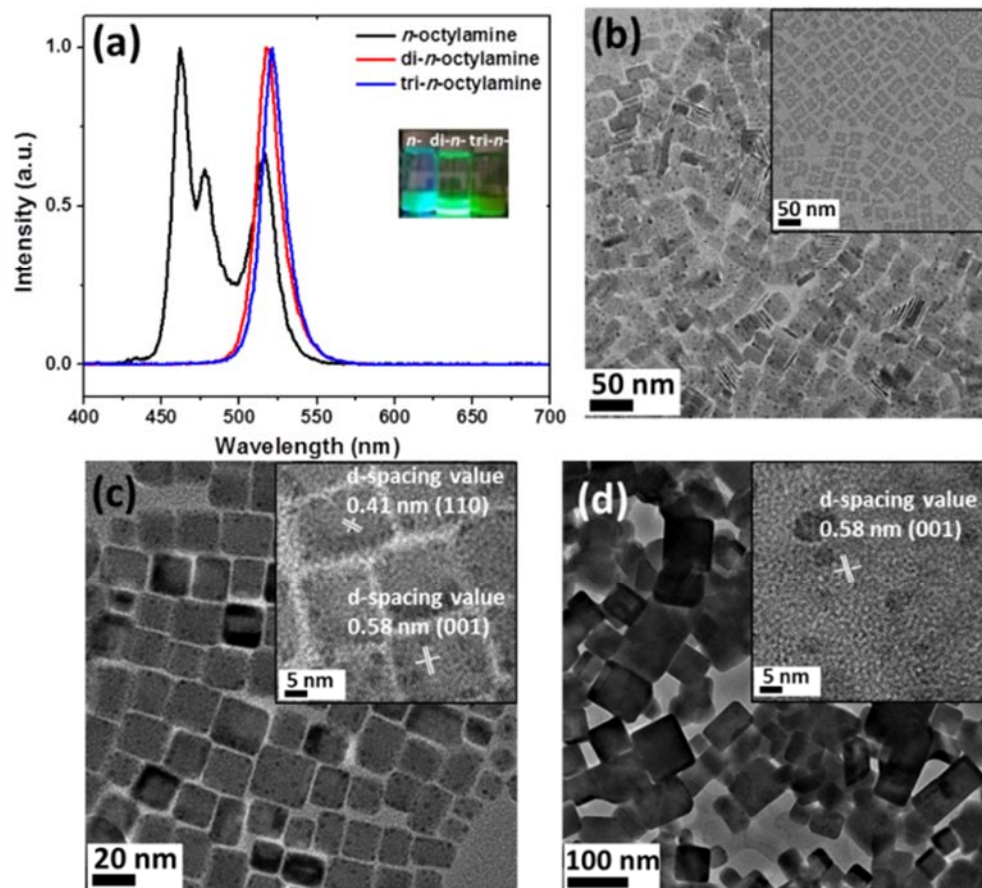 (a)
n-octylamine
di-n-octylamine
tri-n-octylamine
n- di-n- tri-n-
1.0
0.5
0.0
Intensity (a.u.)
400 450 500 550 600 650 700
Wavelength (nm)
(b)
50 nm
50 nm
(c)
d-spacing value
0.41 nm (110)
d-spacing value
0.58 nm (001)
5 nm
20 nm
(d)
d-spacing value
0.58 nm (001)
5 nm
100 nm